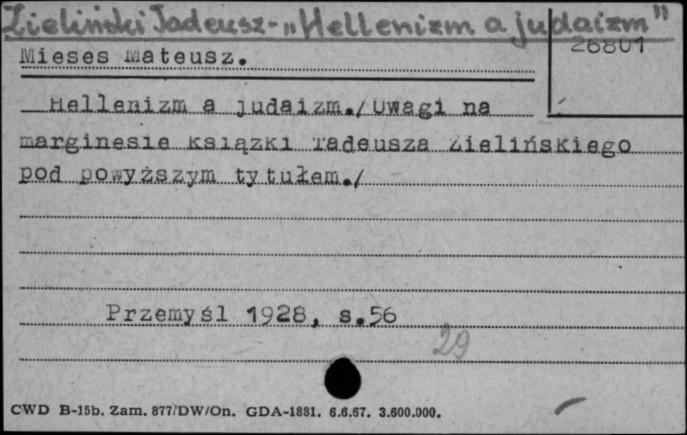 Zieliński Tadeusz - „Hellenizm a judaizm"
26801
Mieses Mateusz.
Hellenizm a judaizm./Uwagi na
marginesie książki Tadeusza Zielińskiego
pod powyższym tytułem./
Przemyśl 1928, s.56
29
CWD B-15b. Zam. 877/DW/On. GDA-1881. 6.6.67. 3.600.000.